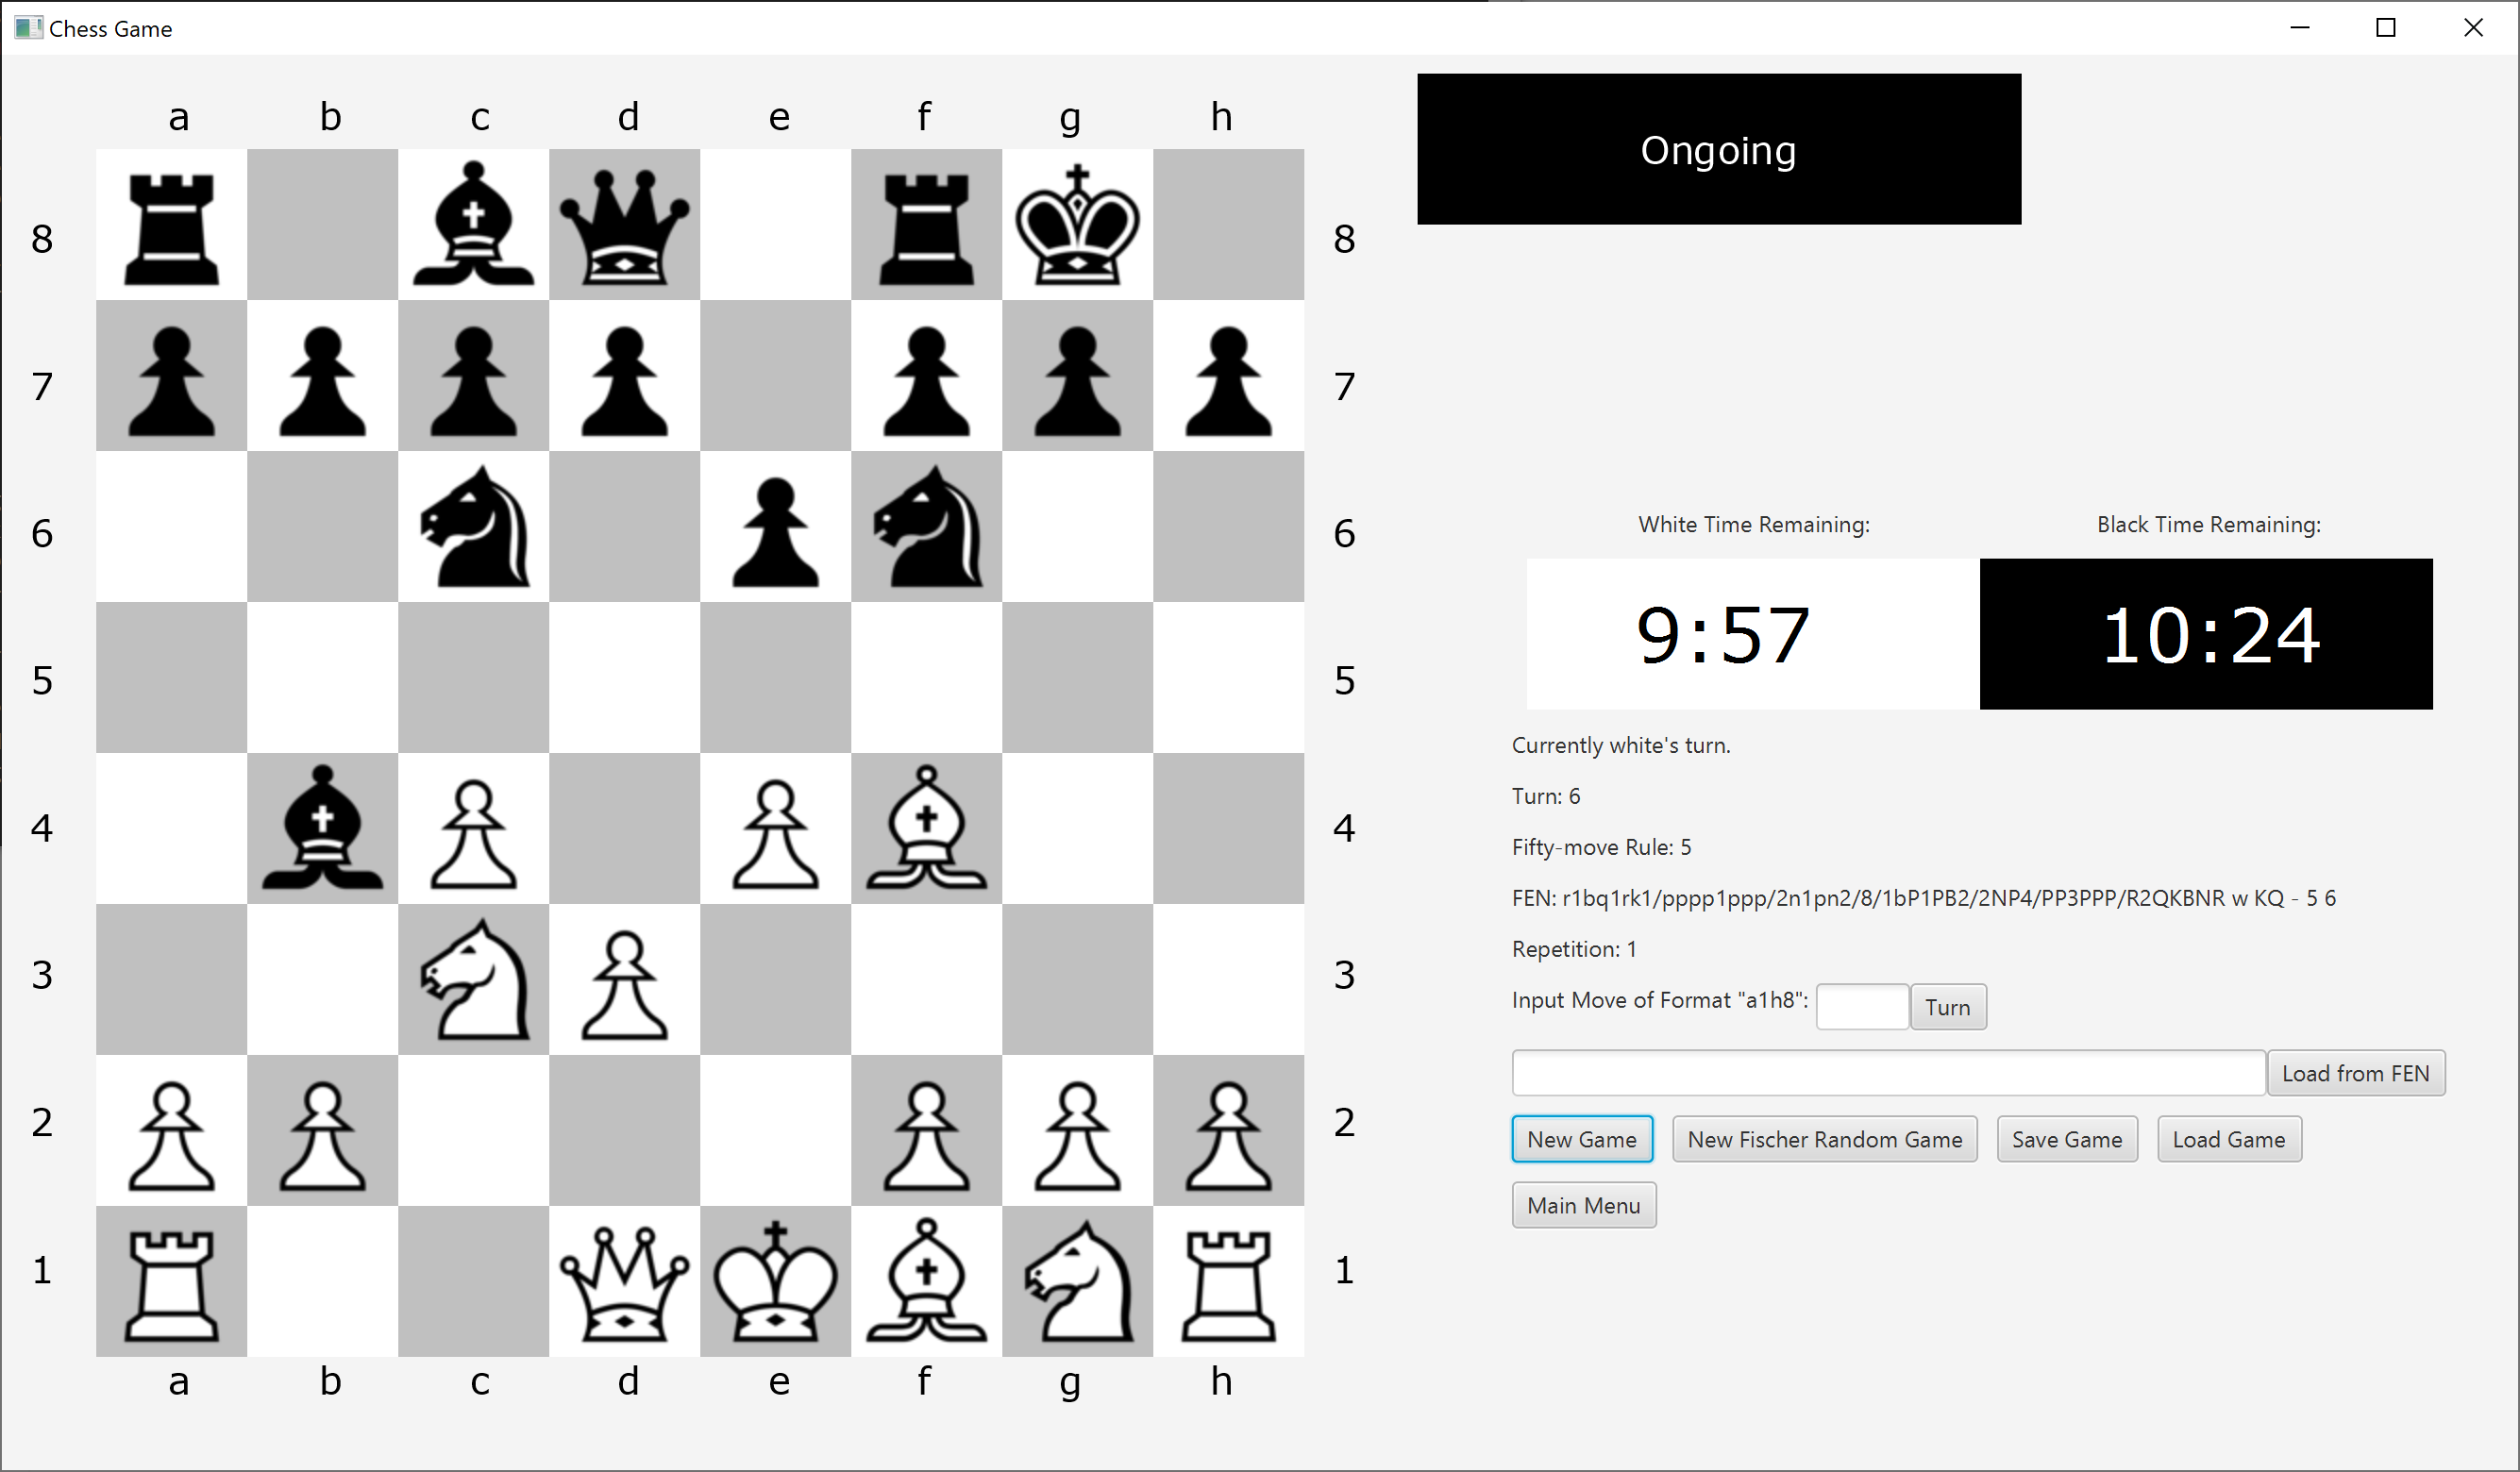 Chess Game
a b c d e f g h
8 8
7 7
6 6
5 5
4 4
3 3
2 2
1 1
a b c d e f g h
Ongoing
White Time Remaining: Black Time Remaining:
9:57 10:24
Currently white's turn.
Turn: 6
Fifty-move Rule: 5
FEN: r1bq1rk1/pppp1ppp/2n1pn2/8/1bP1PB2/2NP4/PP3PPP/R2QKBNR w KQ - 5 6
Repetition: 1
Input Move of Format "a1h8": Turn
Load from FEN
New Game New Fischer Random Game Save Game Load Game
Main Menu